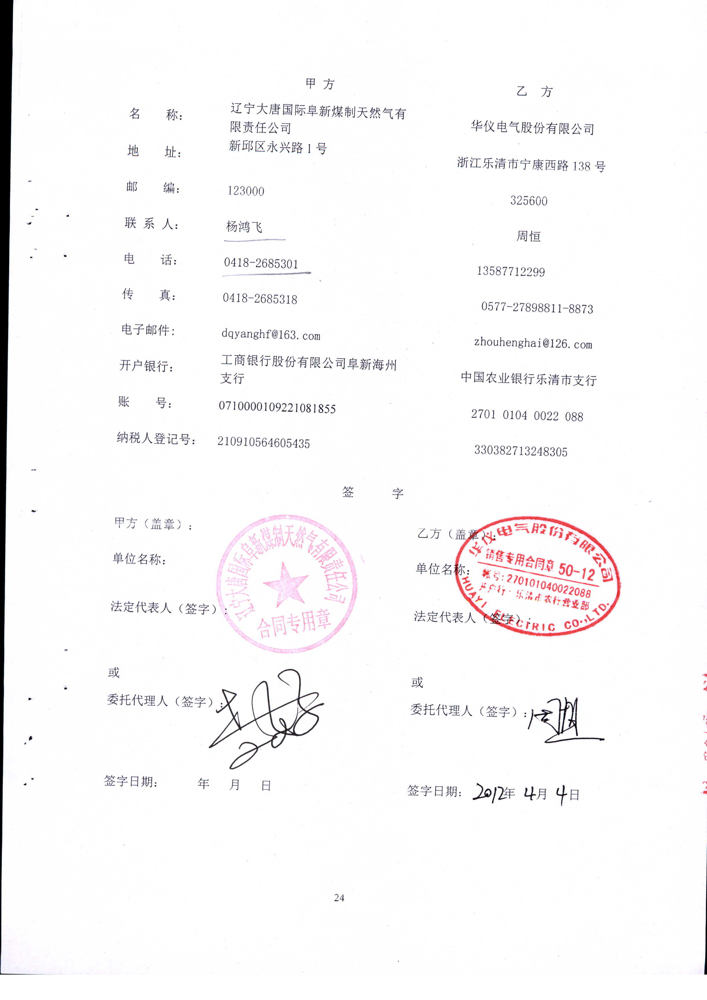 甲 方
乙 方
名 称：
辽宁大唐国际阜新煤制天然气有
限责任公司
华仪电气股份有限公司
地 址：
新邱区永兴路 1 号
浙江乐清市宁康西路 138 号
邮 编：
123000
325600
联 系 人：
杨鸿飞
周恒
电 话：
0418-2685301
13587712299
传 真：
0418-2685318
0577-27898811-8873
电子邮件：
dqyanghf@163.com
zhouhenghai@126.com
开户银行：
工商银行股份有限公司阜新海州
支行
中国农业银行乐清市支行
账 号：
0710000109221081855
2701 0104 0022 088
纳税人登记号：
210910564605435
330382713248305
签 字
甲方（盖章）：
乙方（盖章）：
单位名称：
单位名称：
法定代表人（签字）：
法定代表人（签字）：
辽宁大唐国际阜新煤制天然气有限责任公司
合同专用章
华仪电气股份有限公司
销售专用合同章 50-12
帐号：270101040022088
开户行：乐清市农行营业部
HUAYI ELECTRIC CO.,LTD.
或
或
委托代理人（签字）：
委托代理人（签字）：
签字日期： 年 月 日
签字日期： 2012年 4月 4日
24